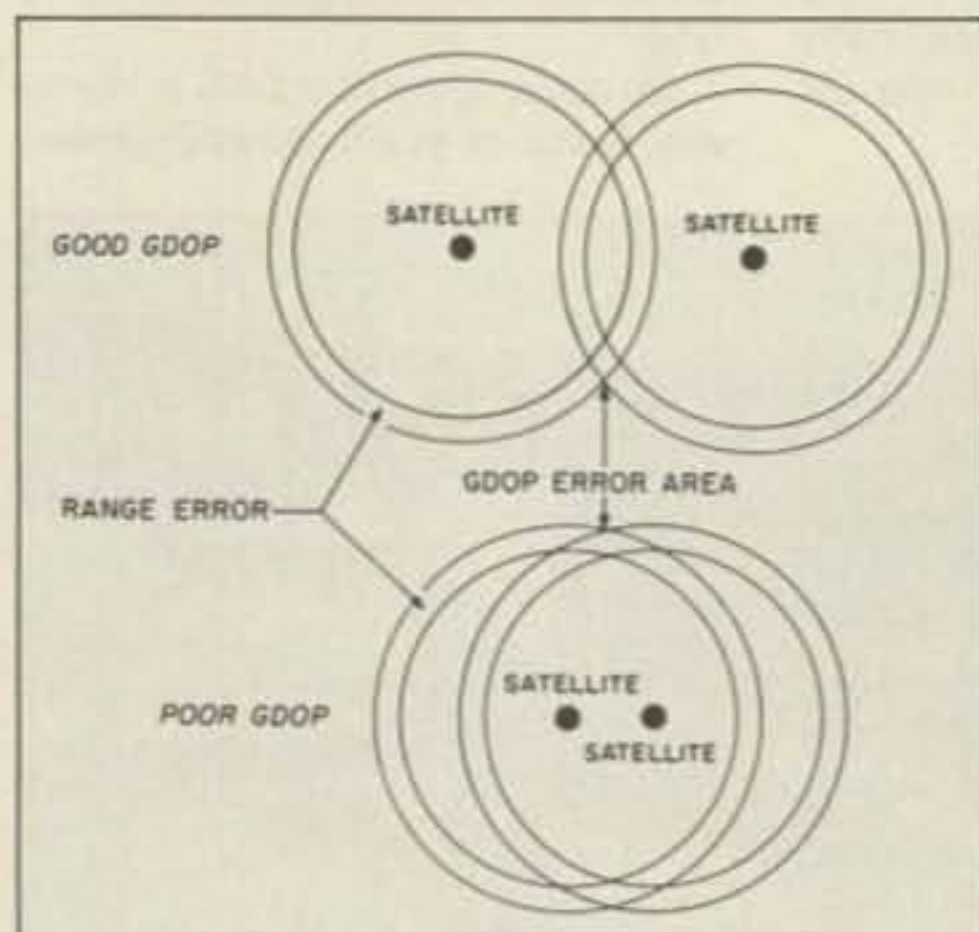 SATELLITE
SATELLITE
GOOD GDOP
GDOP ERROR AREA
RANGE ERROR
SATELLITE
POOR GDOP
SATELLITE